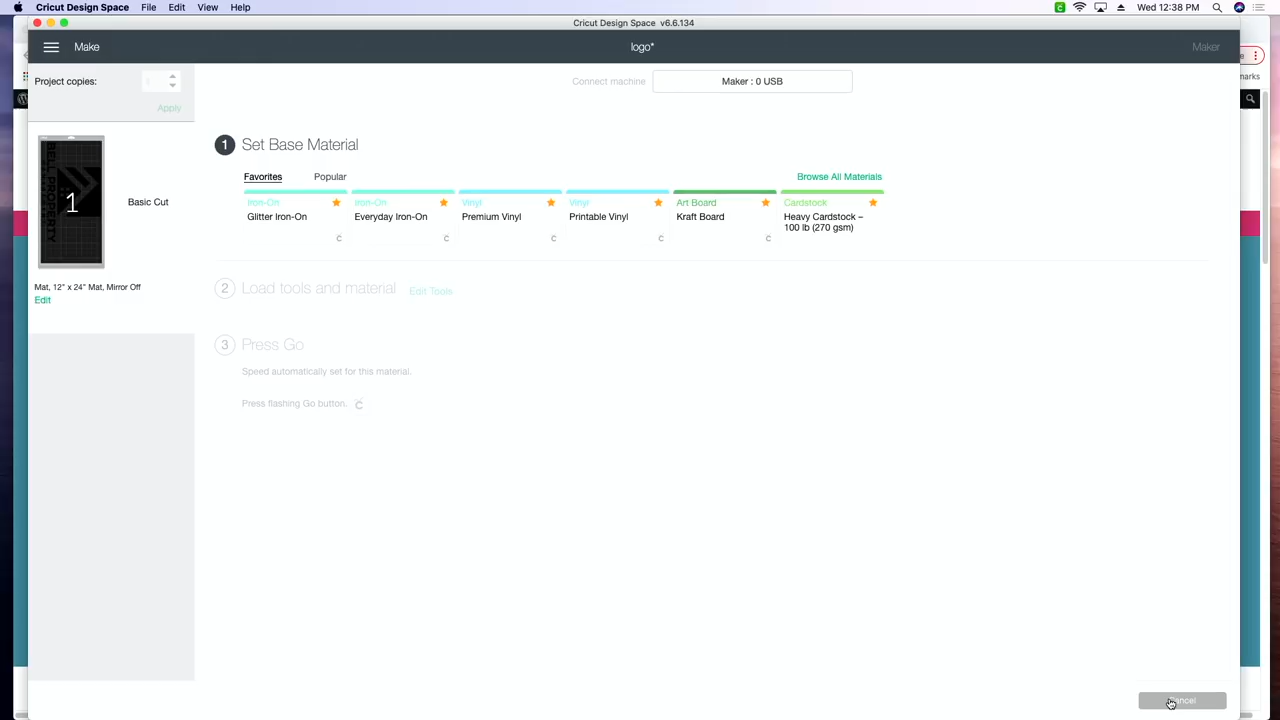 Cricut Design Space File Edit View Help Wed 12:38 PM
Cricut Design Space v6.6.134
Make logo* Maker
Project copies: Connect machine Maker : 0 USB
Apply
1 Set Base Material
Favorites Popular Browse All Materials
Iron-On Iron-On Vinyl Vinyl Art Board Cardstock
Glitter Iron-On Everyday Iron-On Premium Vinyl Printable Vinyl Kraft Board Heavy Cardstock –
100 lb (270 gsm)
BELL PROPERTY
1 Basic Cut
Mat, 12" x 24" Mat, Mirror Off
Edit
2 Load tools and material Edit Tools
3 Press Go
Speed automatically set for this material.
Press flashing Go button.
Cancel
marks